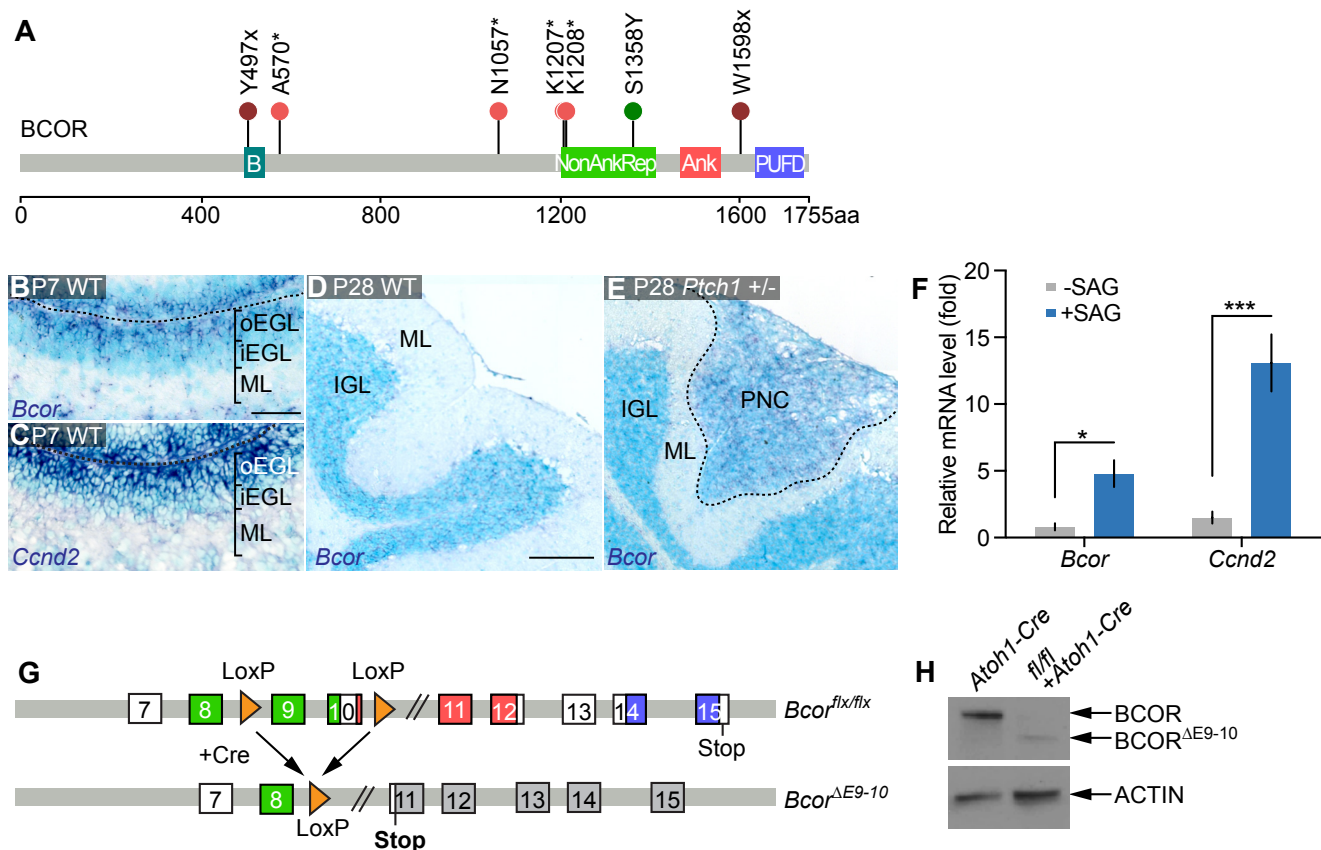 A
Y497x
A570*
N1057*
K1207*
K1208*
S1358Y
W1598x
BCOR
B
NonAnkRep
Ank
PUFD
0
400
800
1200
1600
1755aa
B P7 WT
oEGL
iEGL
ML
Bcor
C P7 WT
oEGL
iEGL
ML
Ccnd2
D P28 WT
ML
IGL
Bcor
E P28 Ptch1 +/-
PNC
IGL
ML
Bcor
F
Relative mRNA level (fold)
20
15
10
5
0
-SAG
+SAG
*
***
Bcor
Ccnd2
G
LoxP
LoxP
7
8
9
10
11
12
13
14
15
Bcor flx/flx
Stop
+Cre
7
8
11
12
13
14
15
Bcor ΔE9-10
LoxP
Stop
H
Atoh1-Cre
fl/fl
+Atoh1-Cre
BCOR
BCOR ΔE9-10
ACTIN